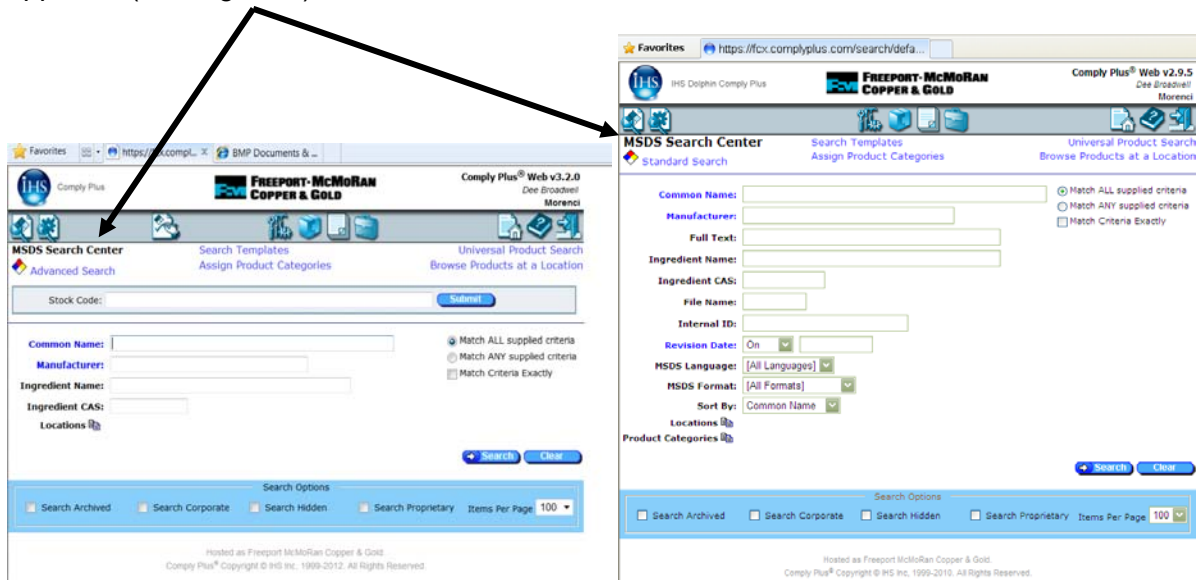 Favorites
https://fcx.compl...
BMP Documents & ...
IHS
Comply Plus
FREEPORT-McMoRAN
COPPER & GOLD
Comply Plus® Web v3.2.0
Dee Broadwell
Morenci
MSDS Search Center
Search Templates
Universal Product Search
Advanced Search
Assign Product Categories
Browse Products at a Location
Stock Code:
Submit
Common Name:
Match ALL supplied criteria
Manufacturer:
Match ANY supplied criteria
Match Criteria Exactly
Ingredient Name:
Ingredient CAS:
Locations
Search
Clear
Search Options
Search Archived
Search Corporate
Search Hidden
Search Proprietary
Items Per Page 100
Hosted as Freeport McMoRan Copper & Gold.
Comply Plus® Copyright © IHS Inc. 1999-2012. All Rights Reserved.
Favorites
https://fcx.complyplus.com/search/defa...
IHS
IHS Dolphin Comply Plus
FREEPORT-McMoRAN
COPPER & GOLD
Comply Plus® Web v2.9.5
Dee Broadwell
Morenci
MSDS Search Center
Search Templates
Universal Product Search
Standard Search
Assign Product Categories
Browse Products at a Location
Common Name:
Match ALL supplied criteria
Manufacturer:
Match ANY supplied criteria
Full Text:
Match Criteria Exactly
Ingredient Name:
Ingredient CAS:
File Name:
Internal ID:
Revision Date: On
MSDS Language: [All Languages]
MSDS Format: [All Formats]
Sort By: Common Name
Locations
Product Categories
Search
Clear
Search Options
Search Archived
Search Corporate
Search Hidden
Search Proprietary
Items Per Page 100
Hosted as Freeport McMoRan Copper & Gold.
Comply Plus® Copyright © IHS Inc, 1999-2010, All Rights Reserved.